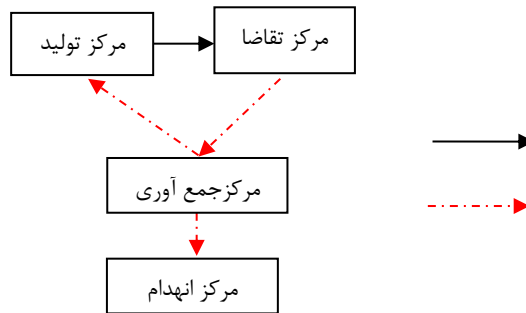 مرکز تقاضا
مرکز تولید
مرکزجمع آوری
مرکز انهدام